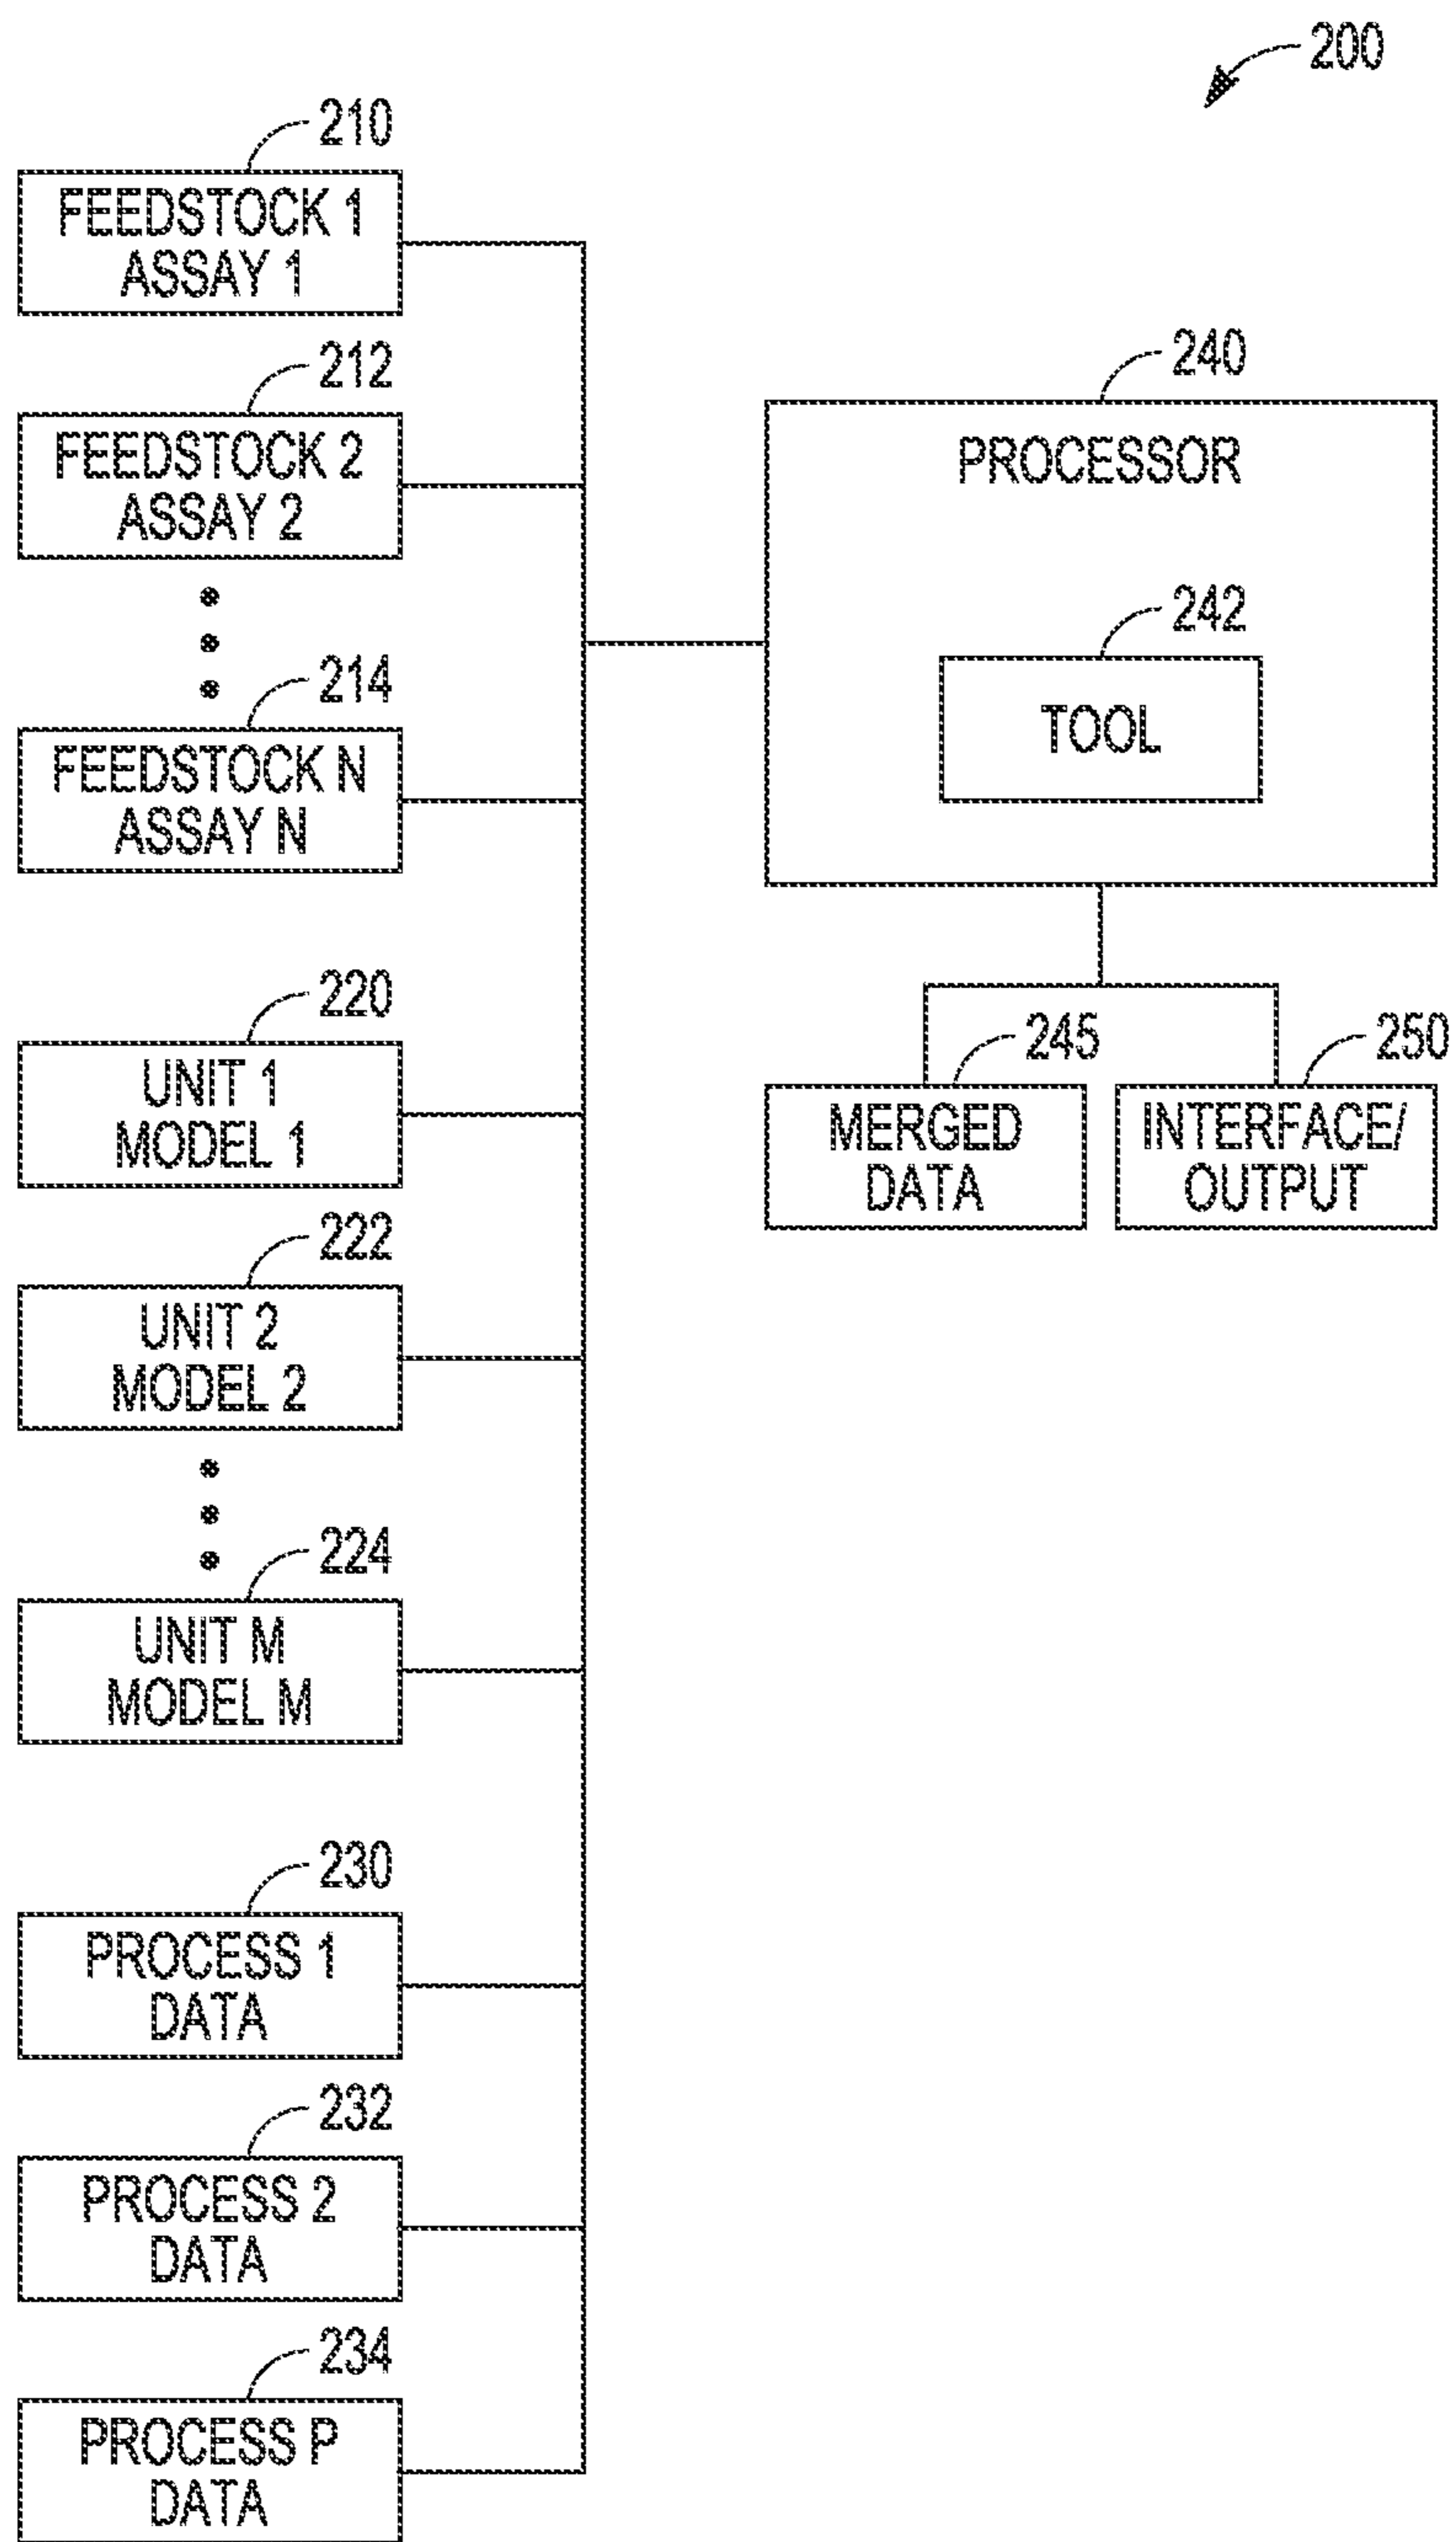 200
210
FEEDSTOCK 1
ASSAY 1
212
FEEDSTOCK 2
ASSAY 2
214
FEEDSTOCK N
ASSAY N
220
UNIT 1
MODEL 1
222
UNIT 2
MODEL 2
224
UNIT M
MODEL M
230
PROCESS 1
DATA
232
PROCESS 2
DATA
234
PROCESS P
DATA
240
PROCESSOR
242
TOOL
245
MERGED
DATA
250
INTERFACE/
OUTPUT